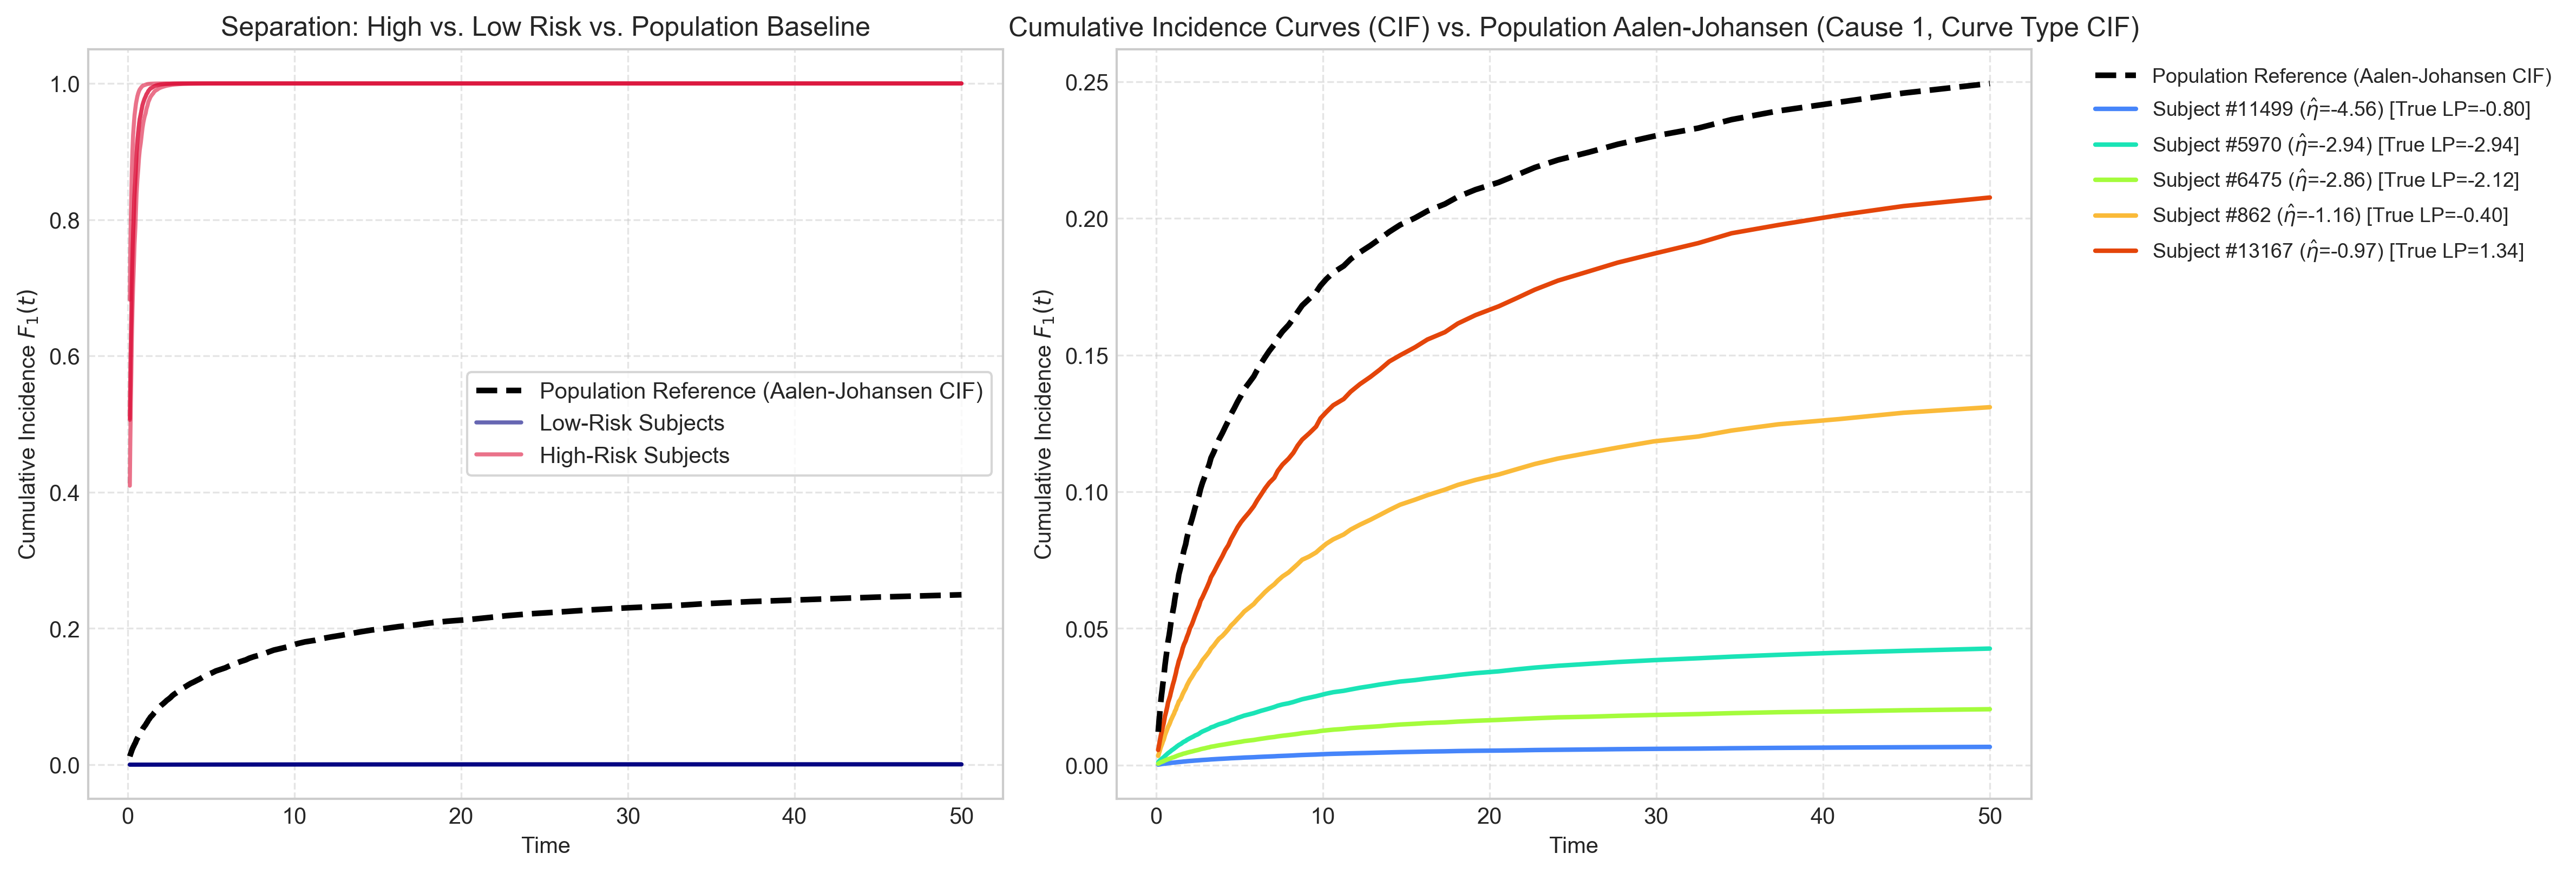 Separation: High vs. Low Risk vs. Population Baseline
Cumulative Incidence F₁(t)
1.0
0.8
0.6
0.4
0.2
0.0
Population Reference (Aalen-Johansen CIF)
Low-Risk Subjects
High-Risk Subjects
0 10 20 30 40 50
Time
Cumulative Incidence Curves (CIF) vs. Population Aalen-Johansen (Cause 1, Curve Type CIF)
Cumulative Incidence F₁(t)
0.25
0.20
0.15
0.10
0.05
0.00
0 10 20 30 40 50
Time
Population Reference (Aalen-Johansen CIF)
Subject #11499 (η̂=-4.56) [True LP=-0.80]
Subject #5970 (η̂=-2.94) [True LP=-2.94]
Subject #6475 (η̂=-2.86) [True LP=-2.12]
Subject #862 (η̂=-1.16) [True LP=-0.40]
Subject #13167 (η̂=-0.97) [True LP=1.34]